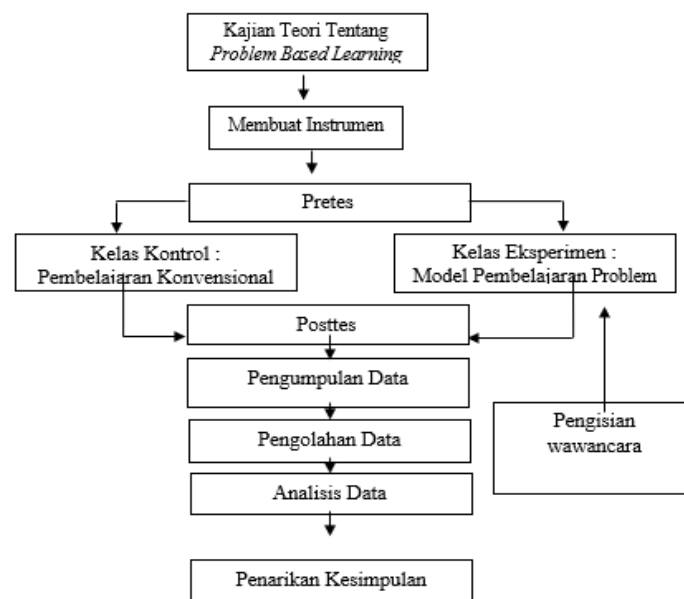 Kajian Teori Tentang
Problem Based Learning
Membuat Instrumen
Pretes
Kelas Kontrol :
Pembelajaran Konvensional
Kelas Eksperimen :
Model Pembelajaran Problem
Posttes
Pengumpulan Data
Pengolahan Data
Pengisian
wawancara
Analisis Data
Penarikan Kesimpulan